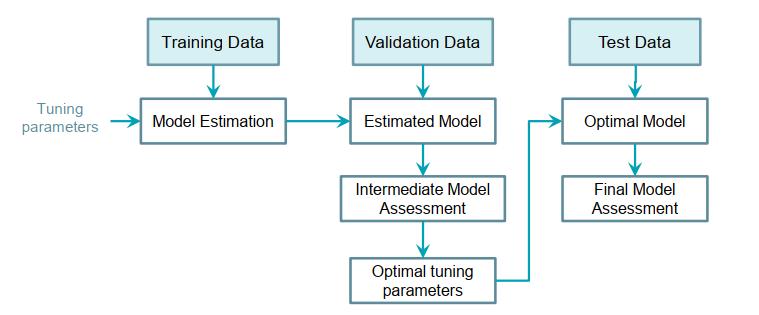 Training Data
Validation Data
Test Data
Tuning
parameters
Model Estimation
Estimated Model
Optimal Model
Intermediate Model
Assessment
Final Model
Assessment
Optimal tuning
parameters